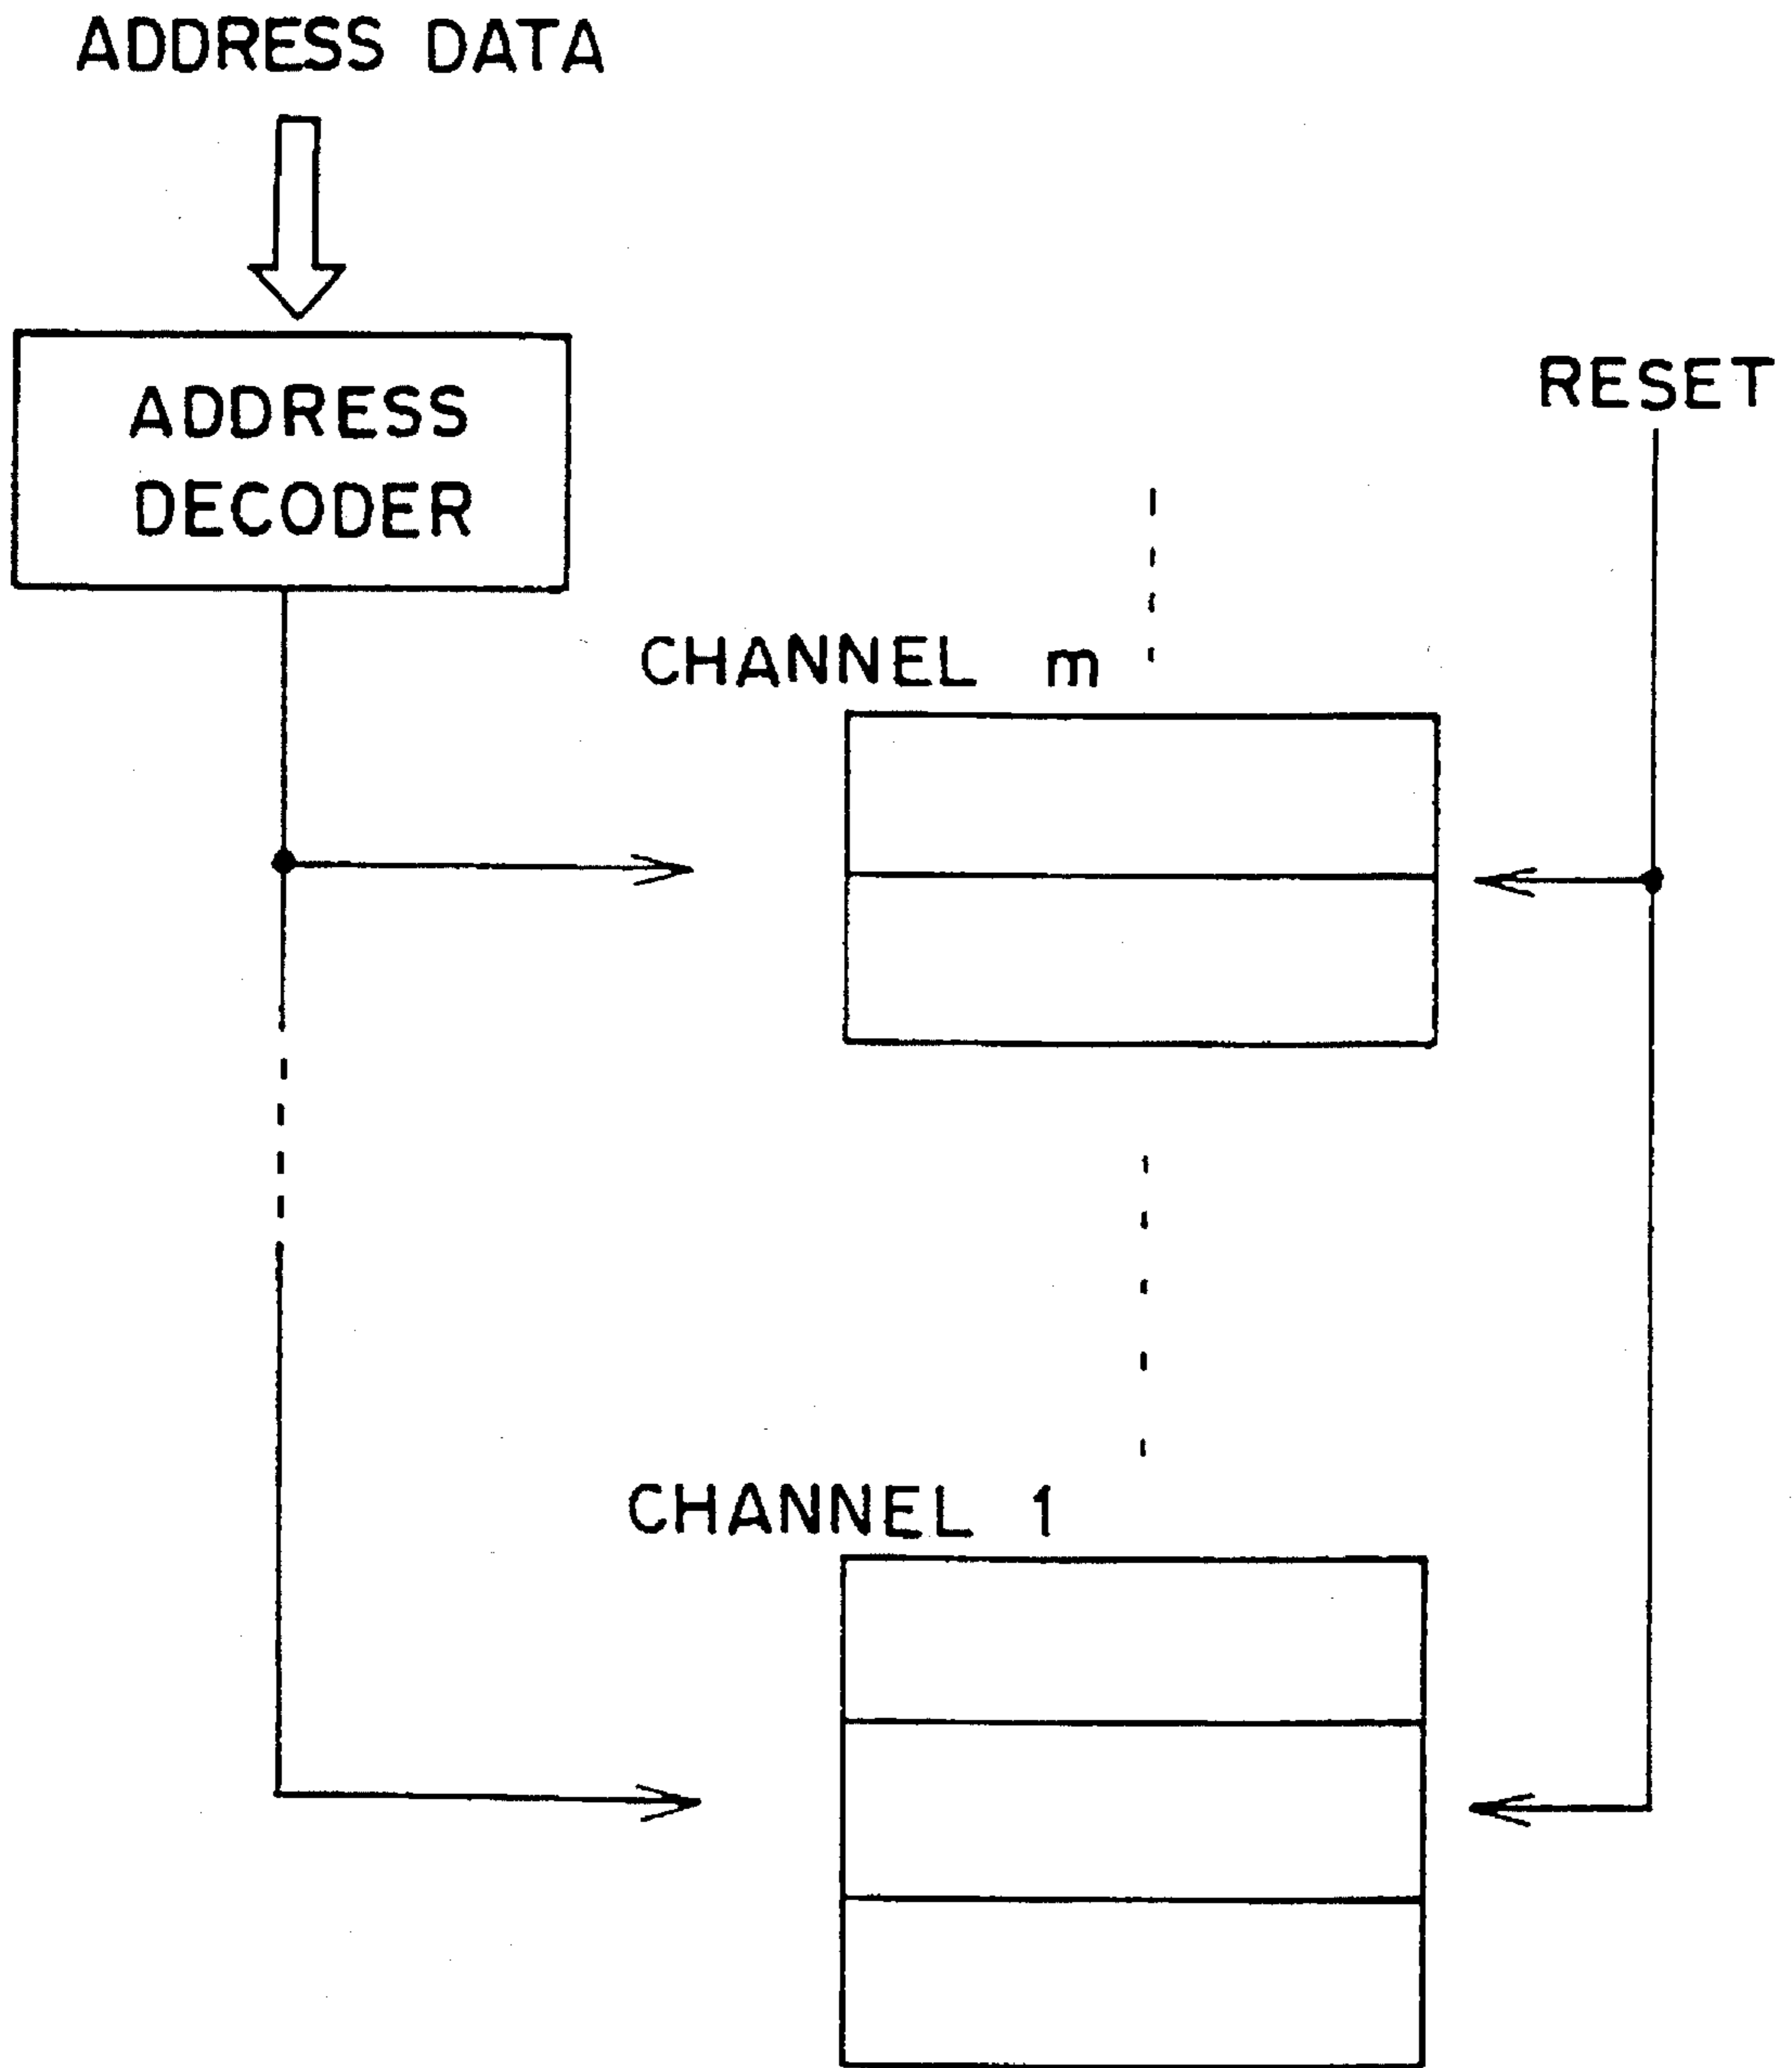 ADDRESS DATA
ADDRESS
DECODER
RESET
CHANNEL m
CHANNEL 1